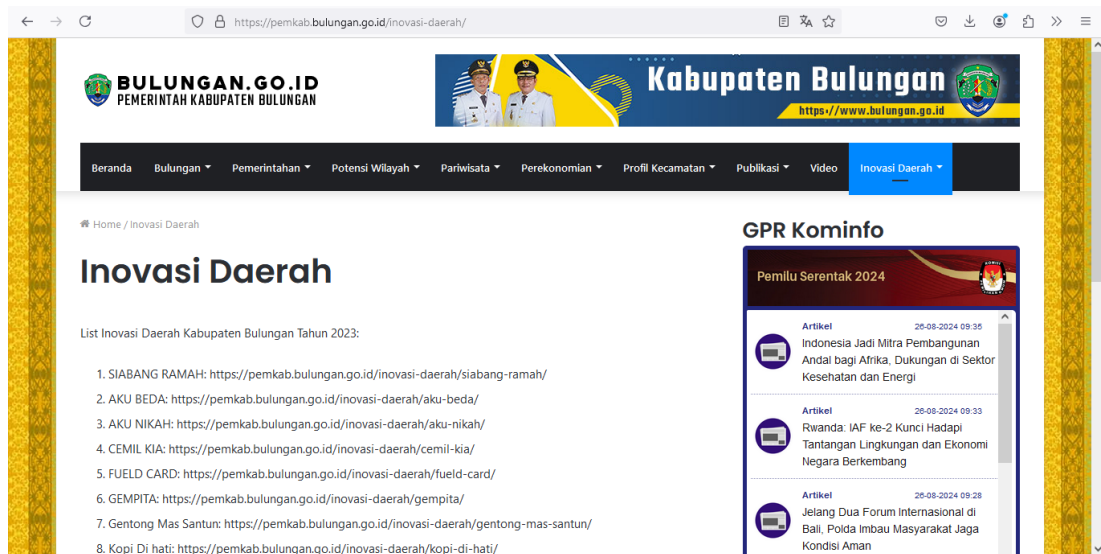 https://pemkab.bulungan.go.id/inovasi-daerah/
BULUNGAN.GO.ID
PEMERINTAH KABUPATEN BULUNGAN
Kabupaten Bulungan
https://www.bulungan.go.id
Beranda Bulungan Pemerintahan Potensi Wilayah Pariwisata Perekonomian Profil Kecamatan Publikasi Video Inovasi Daerah
Home / Inovasi Daerah
Inovasi Daerah
List Inovasi Daerah Kabupaten Bulungan Tahun 2023:
1. SIABANG RAMAH: https://pemkab.bulungan.go.id/inovasi-daerah/siabang-ramah/
2. AKU BEDA: https://pemkab.bulungan.go.id/inovasi-daerah/aku-beda/
3. AKU NIKAH: https://pemkab.bulungan.go.id/inovasi-daerah/aku-nikah/
4. CEMIL KIA: https://pemkab.bulungan.go.id/inovasi-daerah/cemil-kia/
5. FUELD CARD: https://pemkab.bulungan.go.id/inovasi-daerah/fueld-card/
6. GEMPITA: https://pemkab.bulungan.go.id/inovasi-daerah/gempita/
7. Gentong Mas Santun: https://pemkab.bulungan.go.id/inovasi-daerah/gentong-mas-santun/
8. Kopi Di hati: https://pemkab.bulungan.go.id/inovasi-daerah/kopi-di-hati/
GPR Kominfo
Pemilu Serentak 2024
Artikel 26-08-2024 09:35
Indonesia Jadi Mitra Pembangunan
Andal bagi Afrika, Dukungan di Sektor
Kesehatan dan Energi
Artikel 26-08-2024 09:33
Rwanda: IAF ke-2 Kunci Hadapi
Tantangan Lingkungan dan Ekonomi
Negara Berkembang
Artikel 26-08-2024 09:28
Jelang Dua Forum Internasional di
Bali, Polda Imbau Masyarakat Jaga
Kondisi Aman